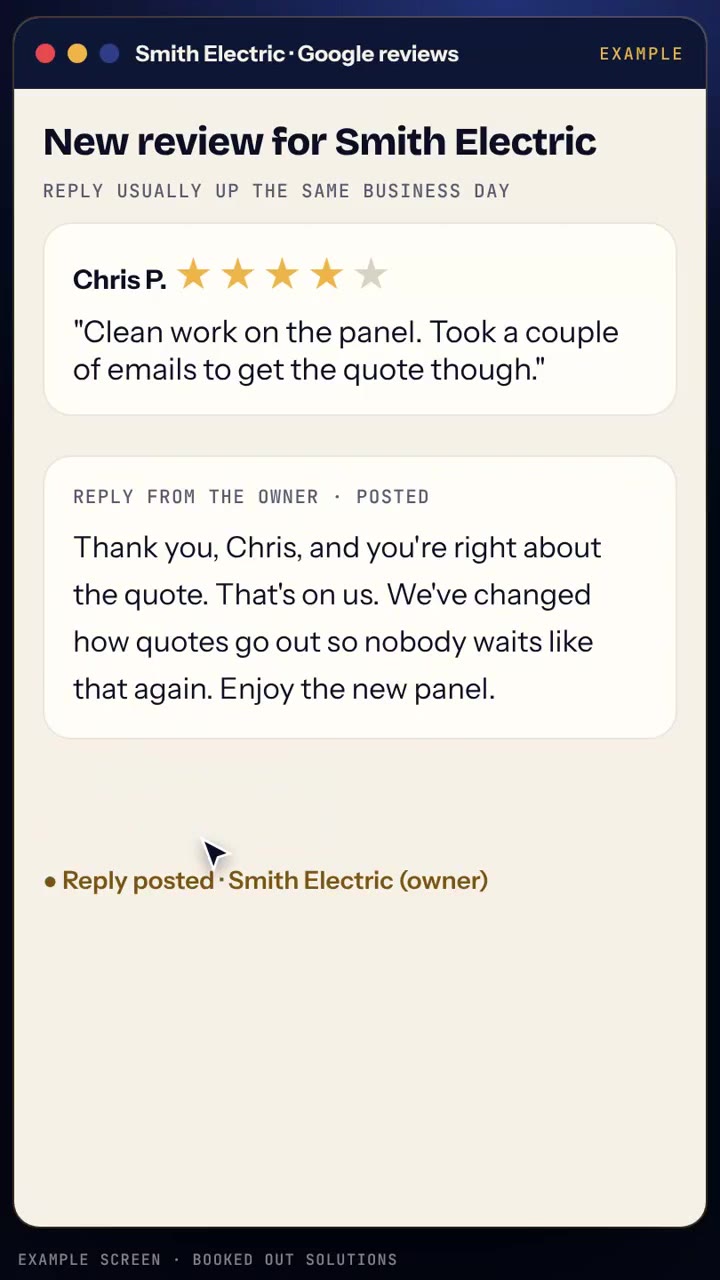 Smith Electric · Google reviews
EXAMPLE
New review for Smith Electric
REPLY USUALLY UP THE SAME BUSINESS DAY
Chris P.
"Clean work on the panel. Took a couple
of emails to get the quote though."
REPLY FROM THE OWNER · POSTED
Thank you, Chris, and you're right about
the quote. That's on us. We've changed
how quotes go out so nobody waits like
that again. Enjoy the new panel.
● Reply posted · Smith Electric (owner)
EXAMPLE SCREEN · BOOKED OUT SOLUTIONS